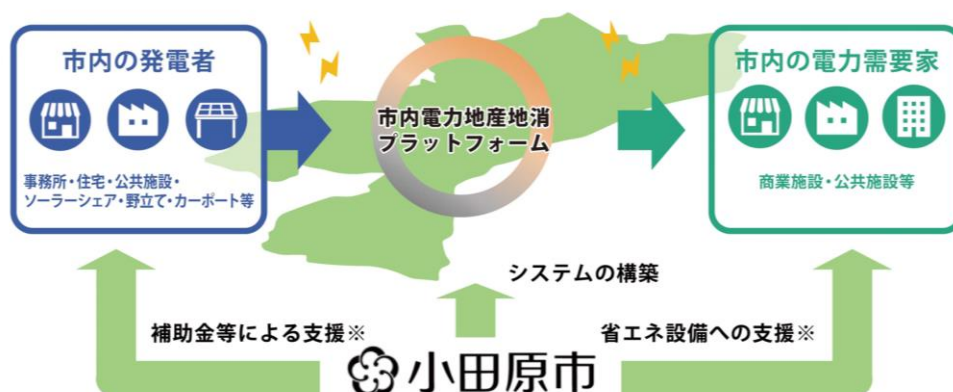 市内の発電者
事務所・住宅・公共施設・
ソーラーシェア・野立て・カーポート等
市内電力地産地消
プラットフォーム
市内の電力需要家
商業施設・公共施設等
システムの構築
補助金等による支援※
省エネ設備への支援※
小田原市